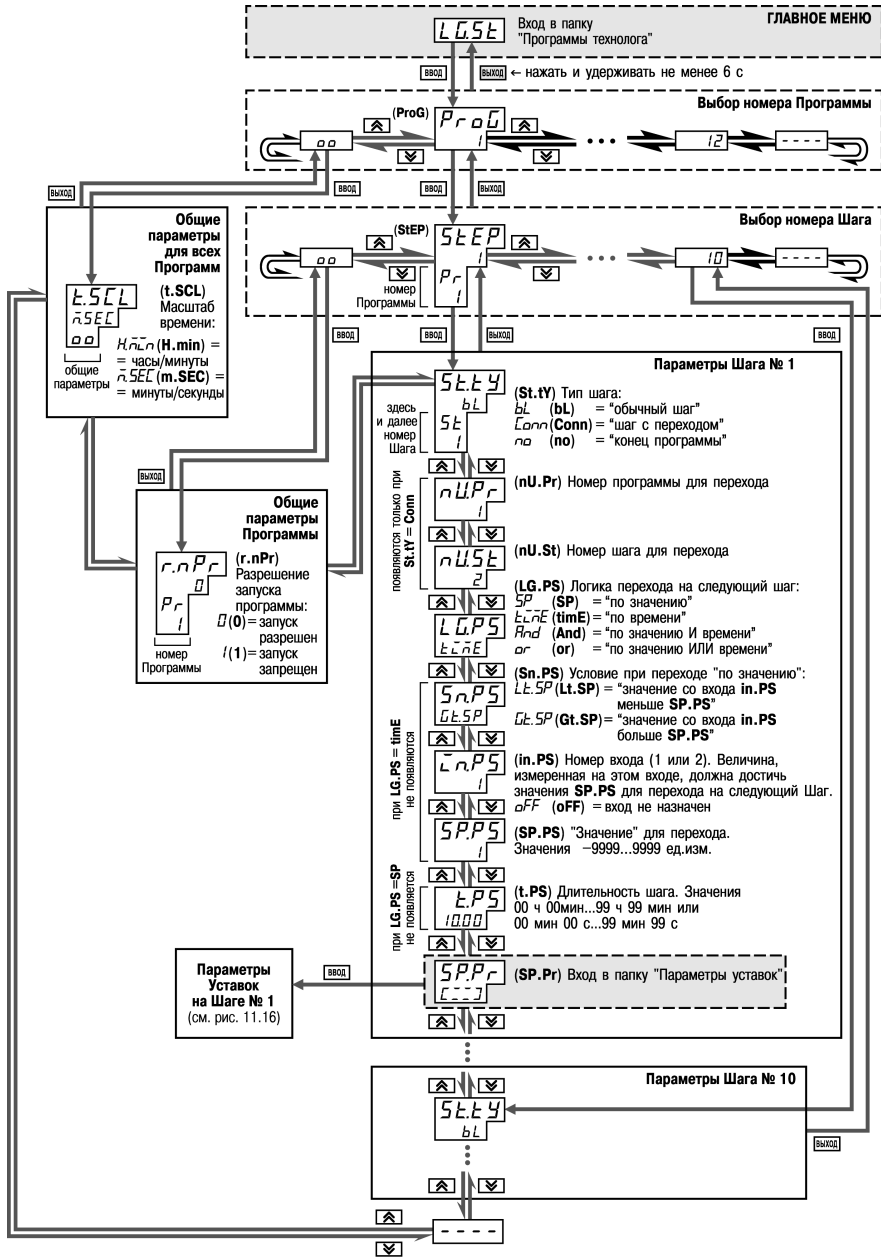 ГЛАВНОЕ МЕНЮ
LG.St
Вход в папку
"Программы технолога"
ВВОД
ВЫХОД ← нажать и удерживать не менее 6 с
Выбор номера Программы
(ProG)
ProG
1
oo
• • •
12
- - - -
ВЫХОД
ВВОД
ВВОД
ВЫХОД
Выбор номера Шага
(StEP)
StEP
1
Pr
1
номер
Программы
oo
• • •
10
- - - -
Общие
параметры
для всех
Программ
t.SCL
m.SEC
oo
общие
параметры
(t.SCL)
Масштаб
времени:
H.min (H.min) =
= часы/минуты
m.SEC (m.SEC) =
= минуты/секунды
ВВОД
ВВОД
ВЫХОД
ВВОД
ВЫХОД
Общие
параметры
Программы
r.nPr
0
Pr
1
номер
Программы
(r.nPr)
Разрешение
запуска
программы:
0 (0)= запуск
разрешен
1 (1)= запуск
запрещен
Параметры Шага № 1
St.tY
bL
St
1
здесь
и далее
номер
Шага
(St.tY) Тип шага:
bL (bL) = “обычный шаг”
Conn (Conn) = “шаг с переходом”
no (no) = “конец программы”
появляются только при
St.tY = Conn
nU.Pr
1
(nU.Pr) Номер программы для перехода
nU.St
2
(nU.St) Номер шага для перехода
LG.PS
timE
(LG.PS) Логика перехода на следующий шаг:
SP (SP) = “по значению”
timE (timE) = “по времени”
And (And) = “по значению И времени”
or (or) = “по значению ИЛИ времени”
при LG.PS = timE
не появляются
Sn.PS
Gt.SP
(Sn.PS) Условие при переходе "по значению":
Lt.SP (Lt.SP) = “значение со входа in.PS
меньше SP.PS”
Gt.SP (Gt.SP)= “значение со входа in.PS
больше SP.PS”
in.PS
1
(in.PS) Номер входа (1 или 2). Величина,
измеренная на этом входе, должна достичь
значения SP.PS для перехода на следующий Шаг.
oFF (oFF) = вход не назначен
SP.PS
1
(SP.PS) "Значение" для перехода.
Значения −9999...9999 ед.изм.
при LG.PS =SP
не появляется
t.PS
10.00
(t.PS) Длительность шага. Значения
00 ч 00мин...99 ч 99 мин или
00 мин 00 с...99 мин 99 с
SP.Pr
[---]
(SP.Pr) Вход в папку "Параметры уставок"
Параметры
Уставок
на Шаге № 1
(см. рис. 11.16)
ВВОД
Параметры Шага № 10
St.tY
bL
ВЫХОД
- - - -